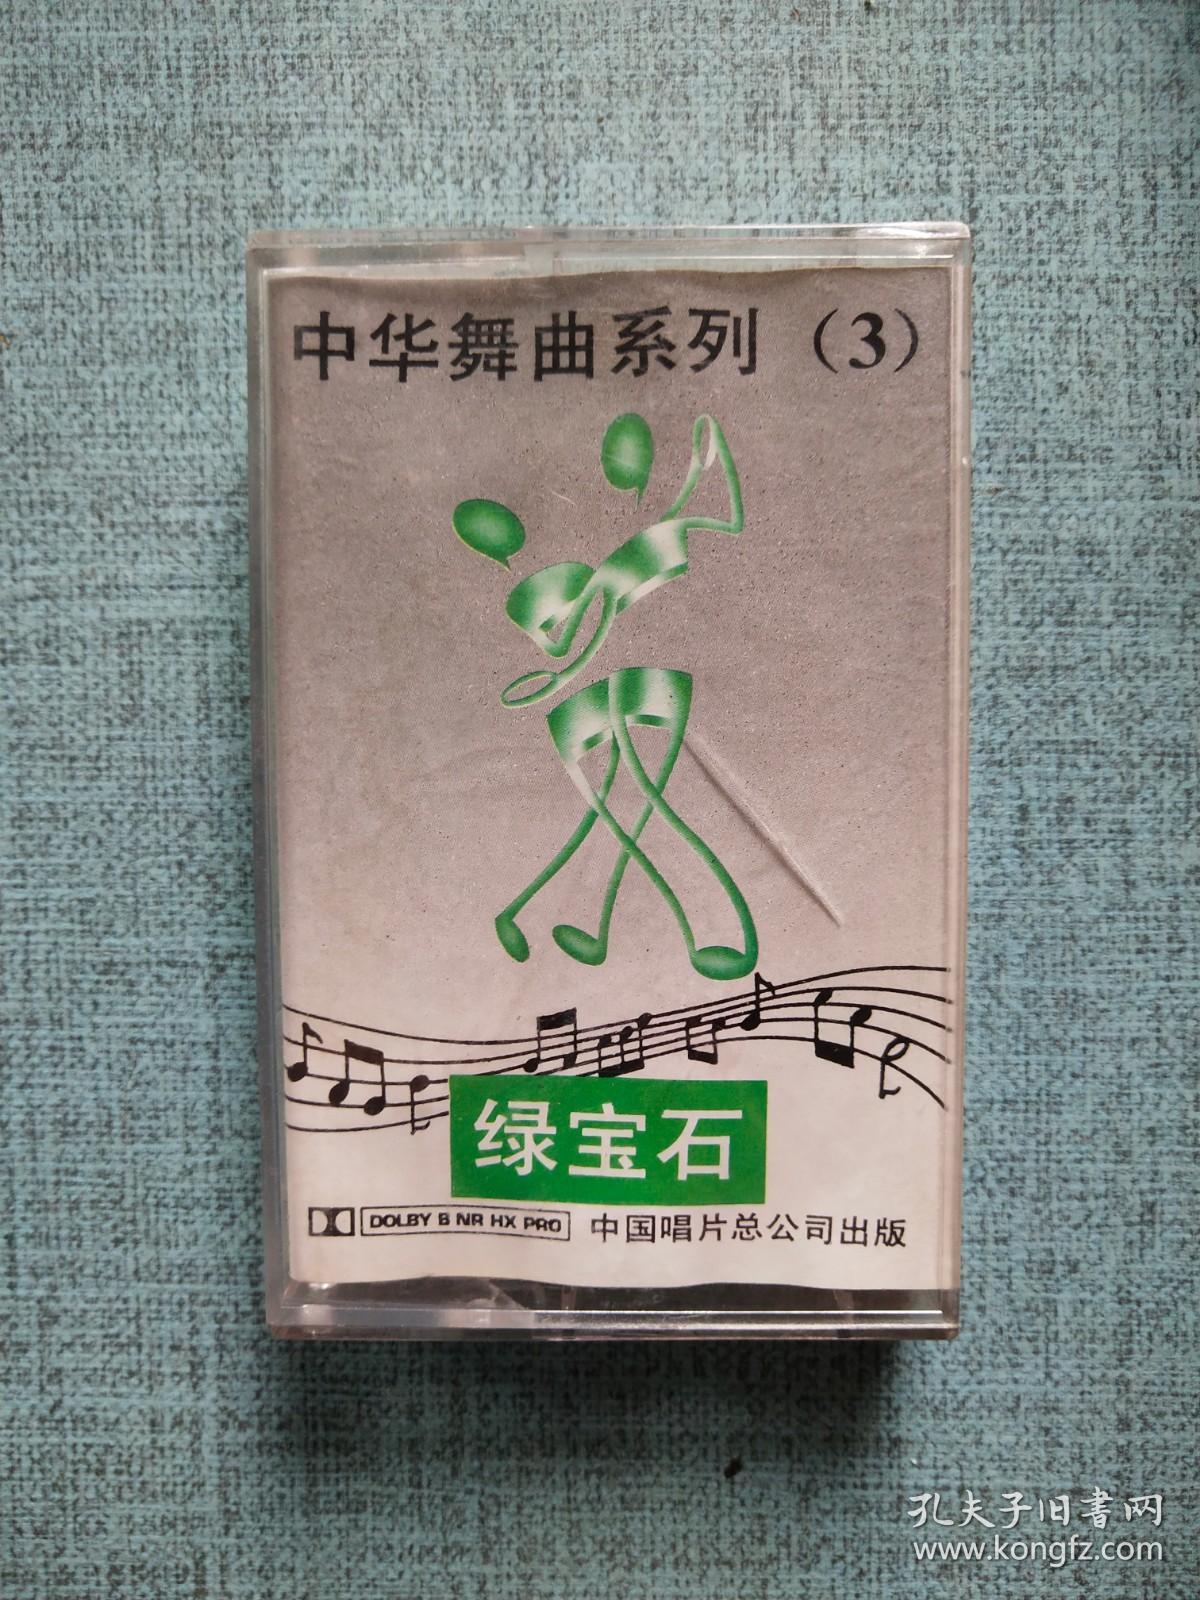 中华舞曲系列（3）
绿宝石
DOLBY B NR HX PRO 中国唱片总公司出版
孔夫子旧書网
www.kongfz.com